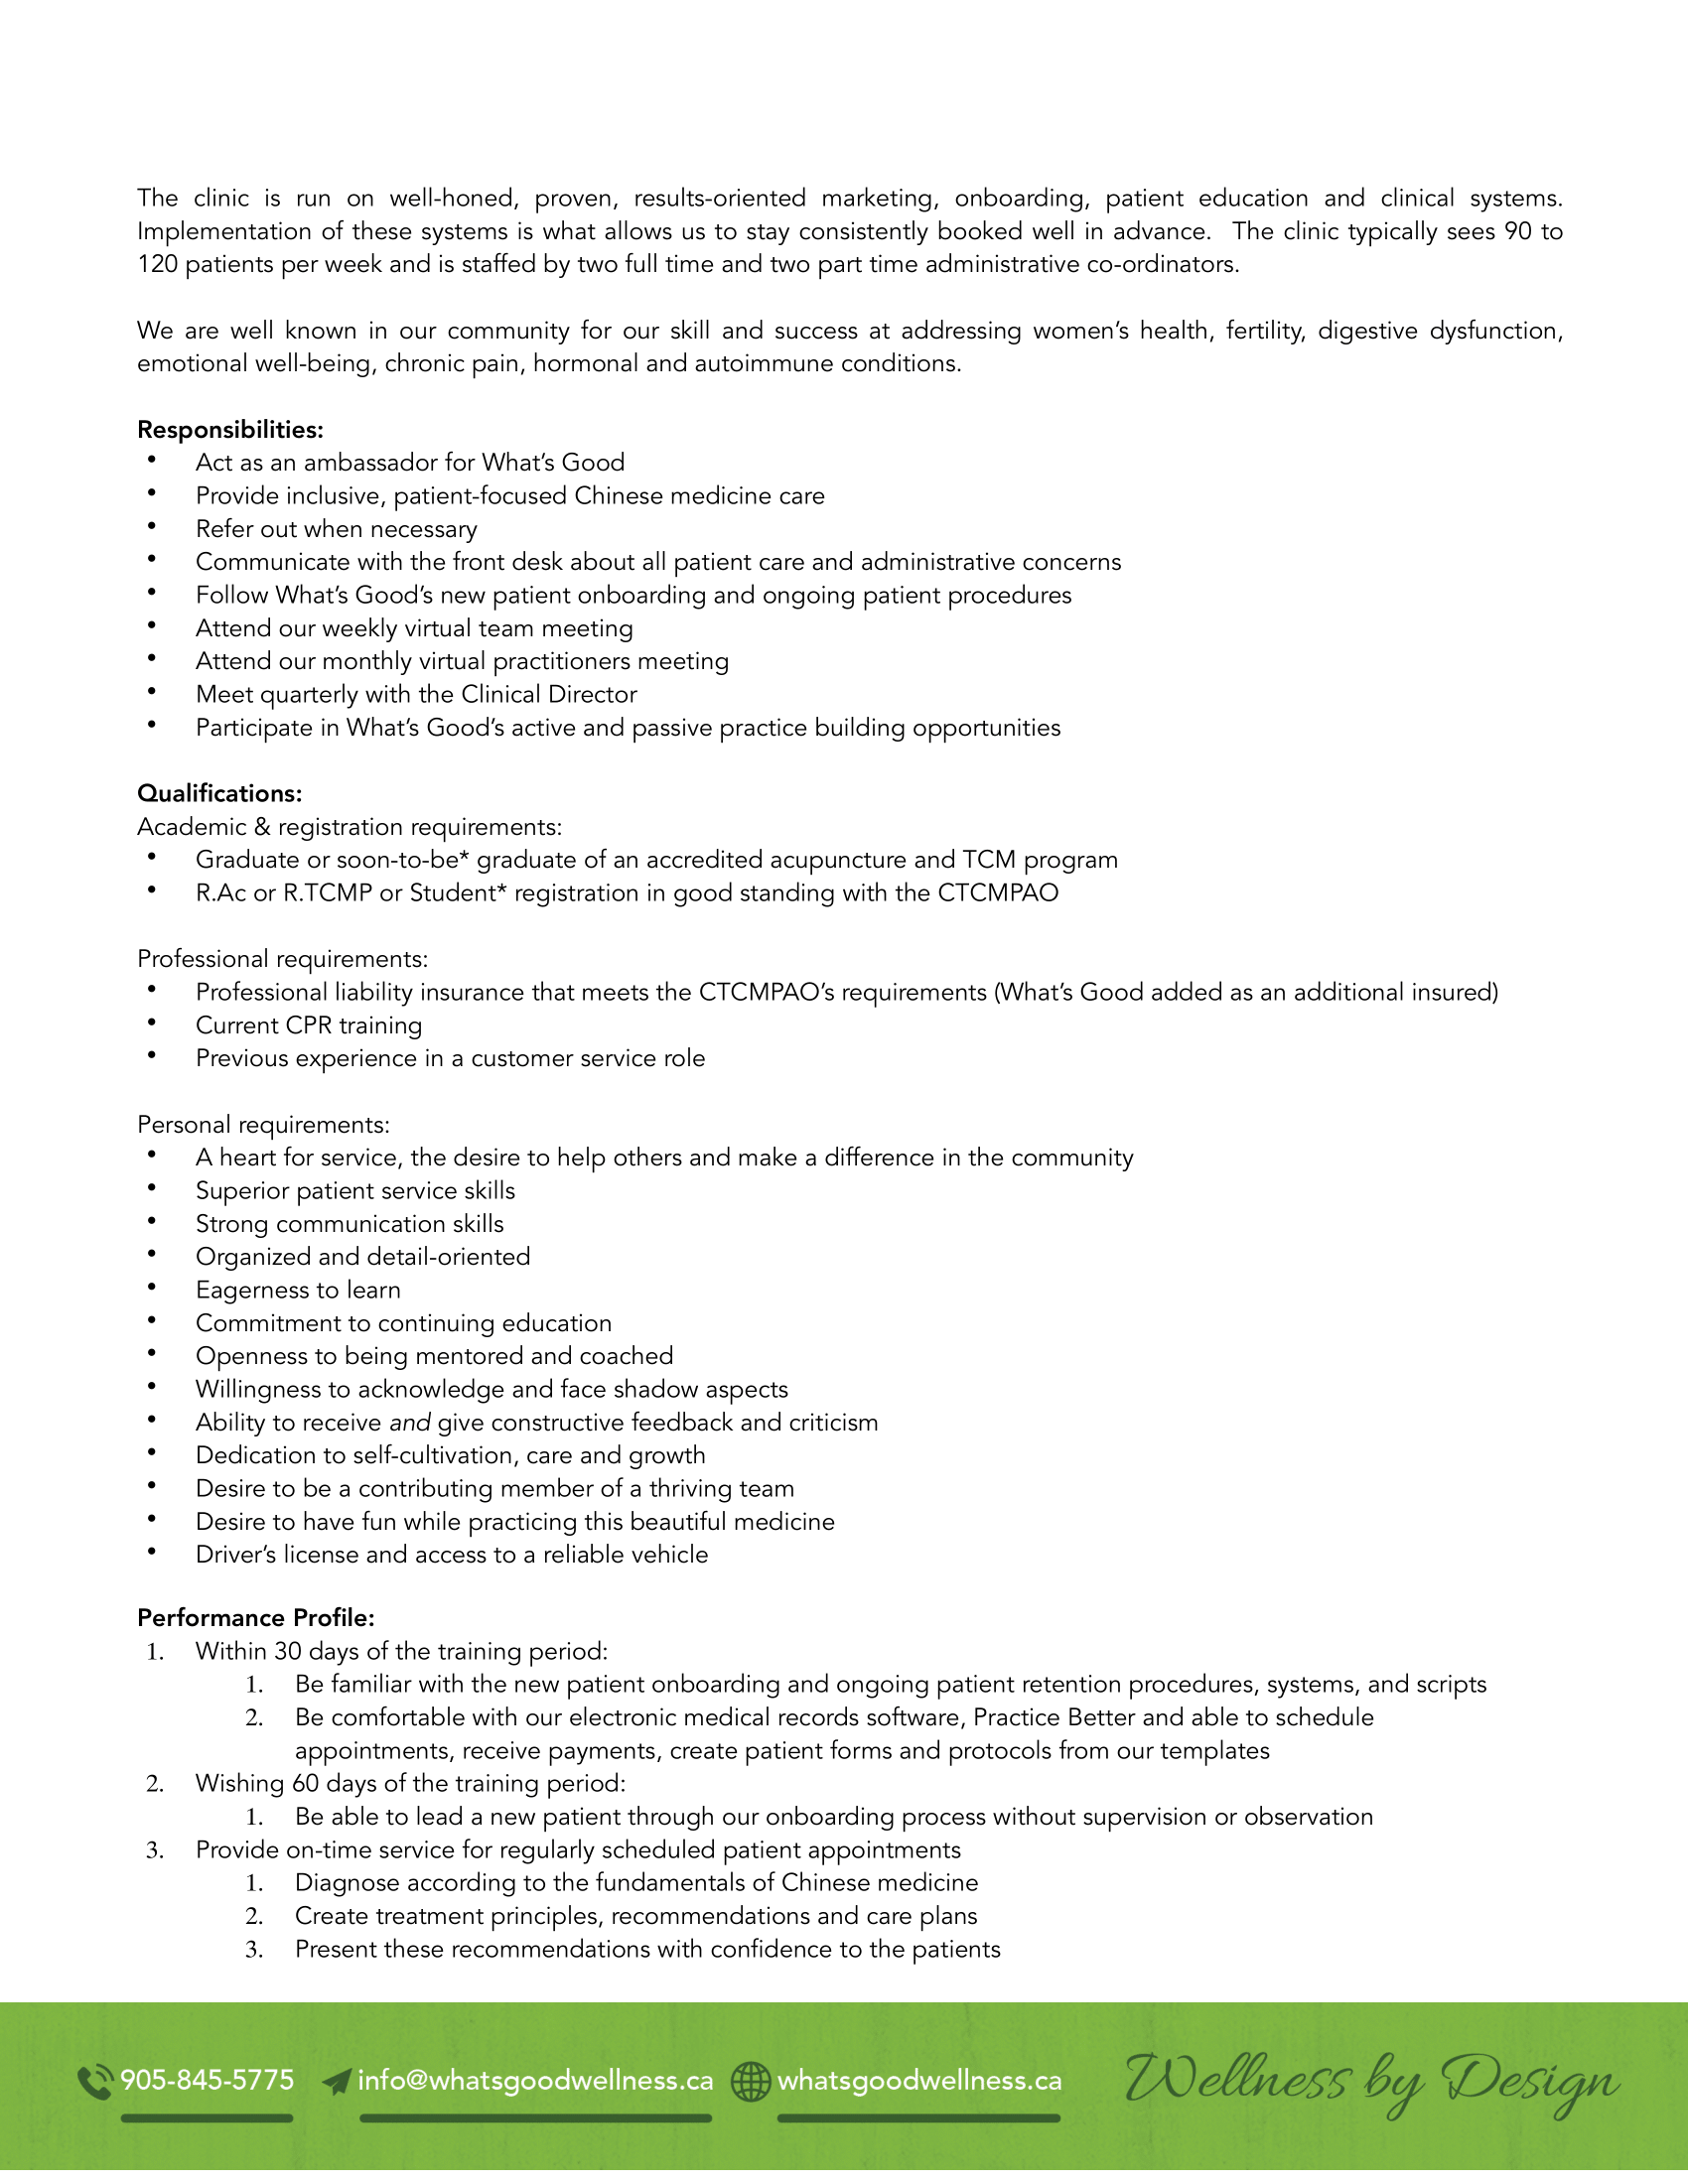 The clinic is run on well-honed, proven, results-oriented marketing, onboarding, patient education and clinical systems.
Implementation of these systems is what allows us to stay consistently booked well in advance.  The clinic typically sees 90 to
120 patients per week and is staffed by two full time and two part time administrative co-ordinators.
We are well known in our community for our skill and success at addressing women’s health, fertility, digestive dysfunction,
emotional well-being, chronic pain, hormonal and autoimmune conditions.
Responsibilities:
• Act as an ambassador for What’s Good
• Provide inclusive, patient-focused Chinese medicine care
• Refer out when necessary
• Communicate with the front desk about all patient care and administrative concerns
• Follow What’s Good’s new patient onboarding and ongoing patient procedures
• Attend our weekly virtual team meeting
• Attend our monthly virtual practitioners meeting
• Meet quarterly with the Clinical Director
• Participate in What’s Good’s active and passive practice building opportunities
Qualifications:
Academic & registration requirements:
• Graduate or soon-to-be* graduate of an accredited acupuncture and TCM program
• R.Ac or R.TCMP or Student* registration in good standing with the CTCMPAO
Professional requirements:
• Professional liability insurance that meets the CTCMPAO’s requirements (What’s Good added as an additional insured)
• Current CPR training
• Previous experience in a customer service role
Personal requirements:
• A heart for service, the desire to help others and make a difference in the community
• Superior patient service skills
• Strong communication skills
• Organized and detail-oriented
• Eagerness to learn
• Commitment to continuing education
• Openness to being mentored and coached
• Willingness to acknowledge and face shadow aspects
• Ability to receive and give constructive feedback and criticism
• Dedication to self-cultivation, care and growth
• Desire to be a contributing member of a thriving team
• Desire to have fun while practicing this beautiful medicine
• Driver’s license and access to a reliable vehicle
Performance Profile:
1. Within 30 days of the training period:
1. Be familiar with the new patient onboarding and ongoing patient retention procedures, systems, and scripts
2. Be comfortable with our electronic medical records software, Practice Better and able to schedule
appointments, receive payments, create patient forms and protocols from our templates
2. Wishing 60 days of the training period:
1. Be able to lead a new patient through our onboarding process without supervision or observation
3. Provide on-time service for regularly scheduled patient appointments
1. Diagnose according to the fundamentals of Chinese medicine
2. Create treatment principles, recommendations and care plans
3. Present these recommendations with confidence to the patients
905-845-5775 info@whatsgoodwellness.ca whatsgoodwellness.ca Wellness by Design